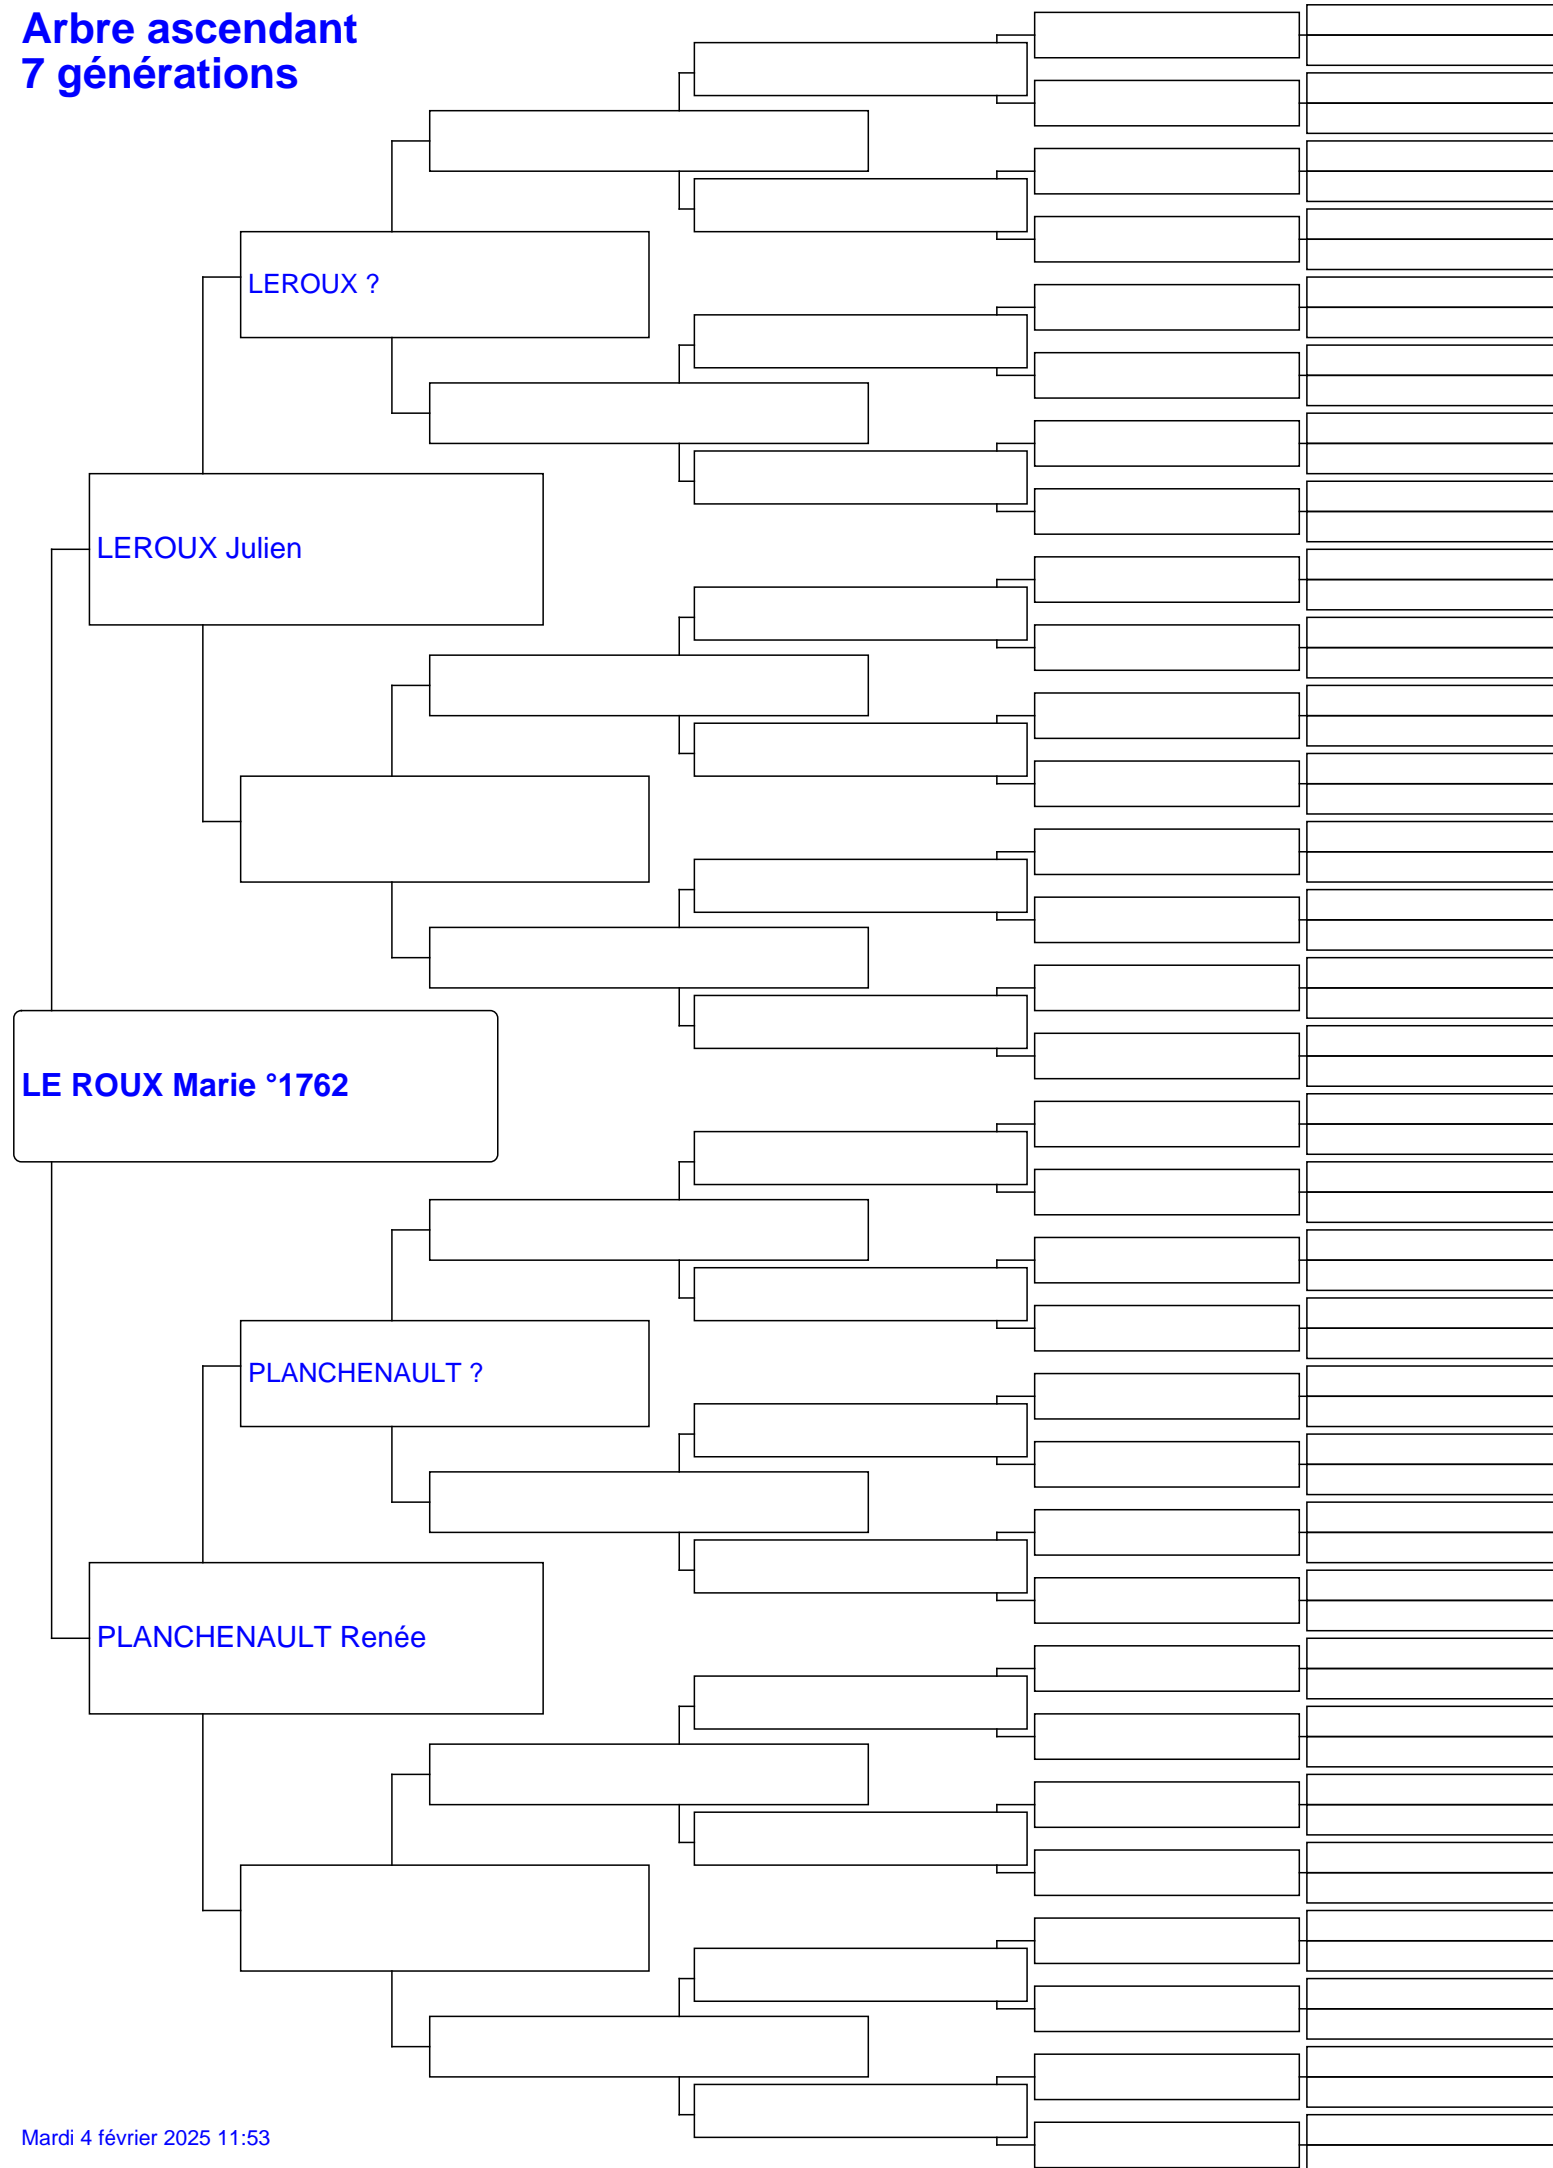 Arbre ascendant
7 générations
LEROUX ?
LEROUX Julien
LE ROUX Marie °1762
PLANCHENAULT ?
PLANCHENAULT Renée
Mardi 4 février 2025 11:53